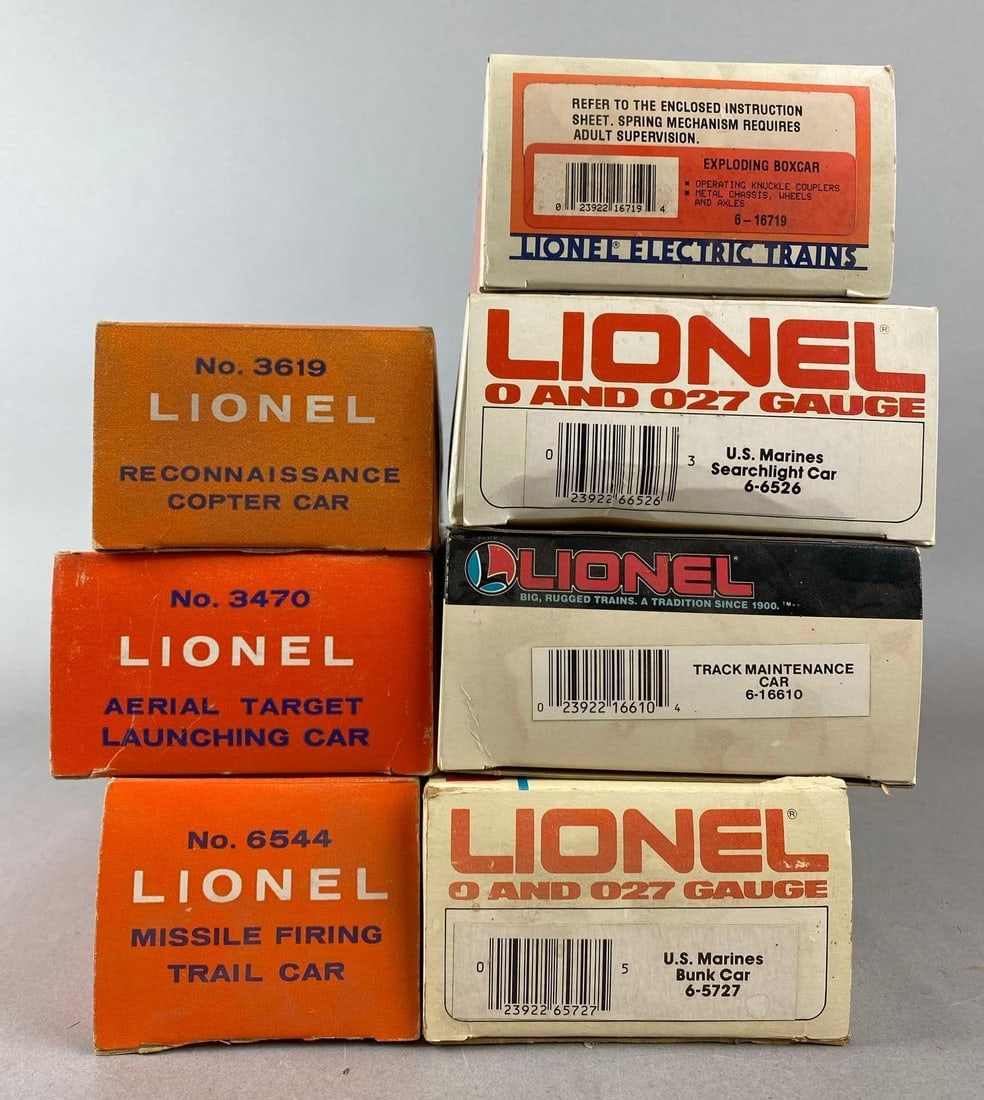 No. 3619
LIONEL
RECONNAISSANCE
COPTER CAR
No. 3470
LIONEL
AERIAL TARGET
LAUNCHING CAR
No. 6544
LIONEL
MISSILE FIRING
TRAIL CAR
REFER TO THE ENCLOSED INSTRUCTION
SHEET. SPRING MECHANISM REQUIRES
ADULT SUPERVISION.
EXPLODING BOXCAR
▪ OPERATING KNUCKLE COUPLERS
▪ METAL CHASSIS, WHEELS
AND AXLES
0 23922 16719 4
6-16719
LIONEL® ELECTRIC TRAINS
LIONEL®
O AND O27 GAUGE
0 23922 66526 3
U.S. Marines
Searchlight Car
6-6526
LIONEL®
BIG, RUGGED TRAINS. A TRADITION SINCE 1900.™
0 23922 16610 4
TRACK MAINTENANCE
CAR
6-16610
LIONEL®
O AND O27 GAUGE
0 23922 65727 5
U.S. Marines
Bunk Car
6-5727